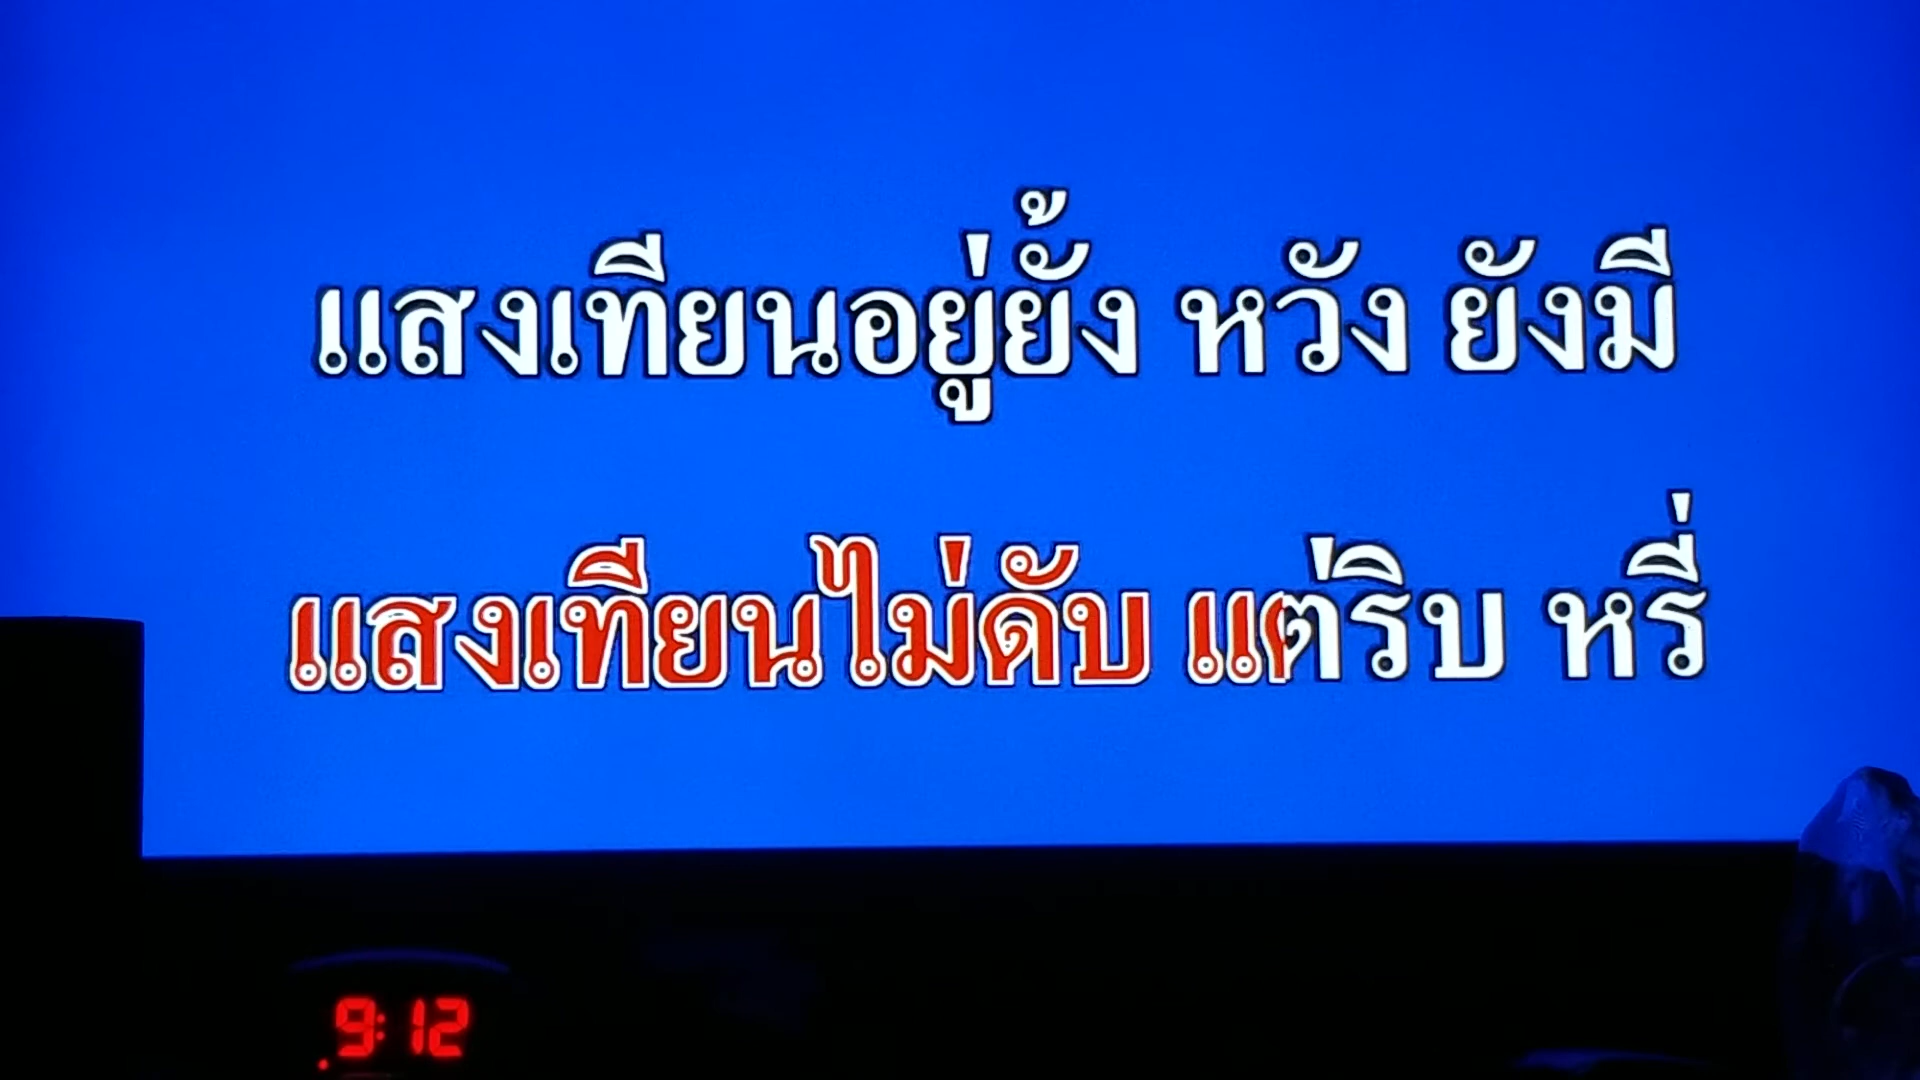 แสงเทียนอยู่ยั้ง หวัง ยังมี
แสงเทียนไม่ดับ แต่ริบ หรี่
9:12